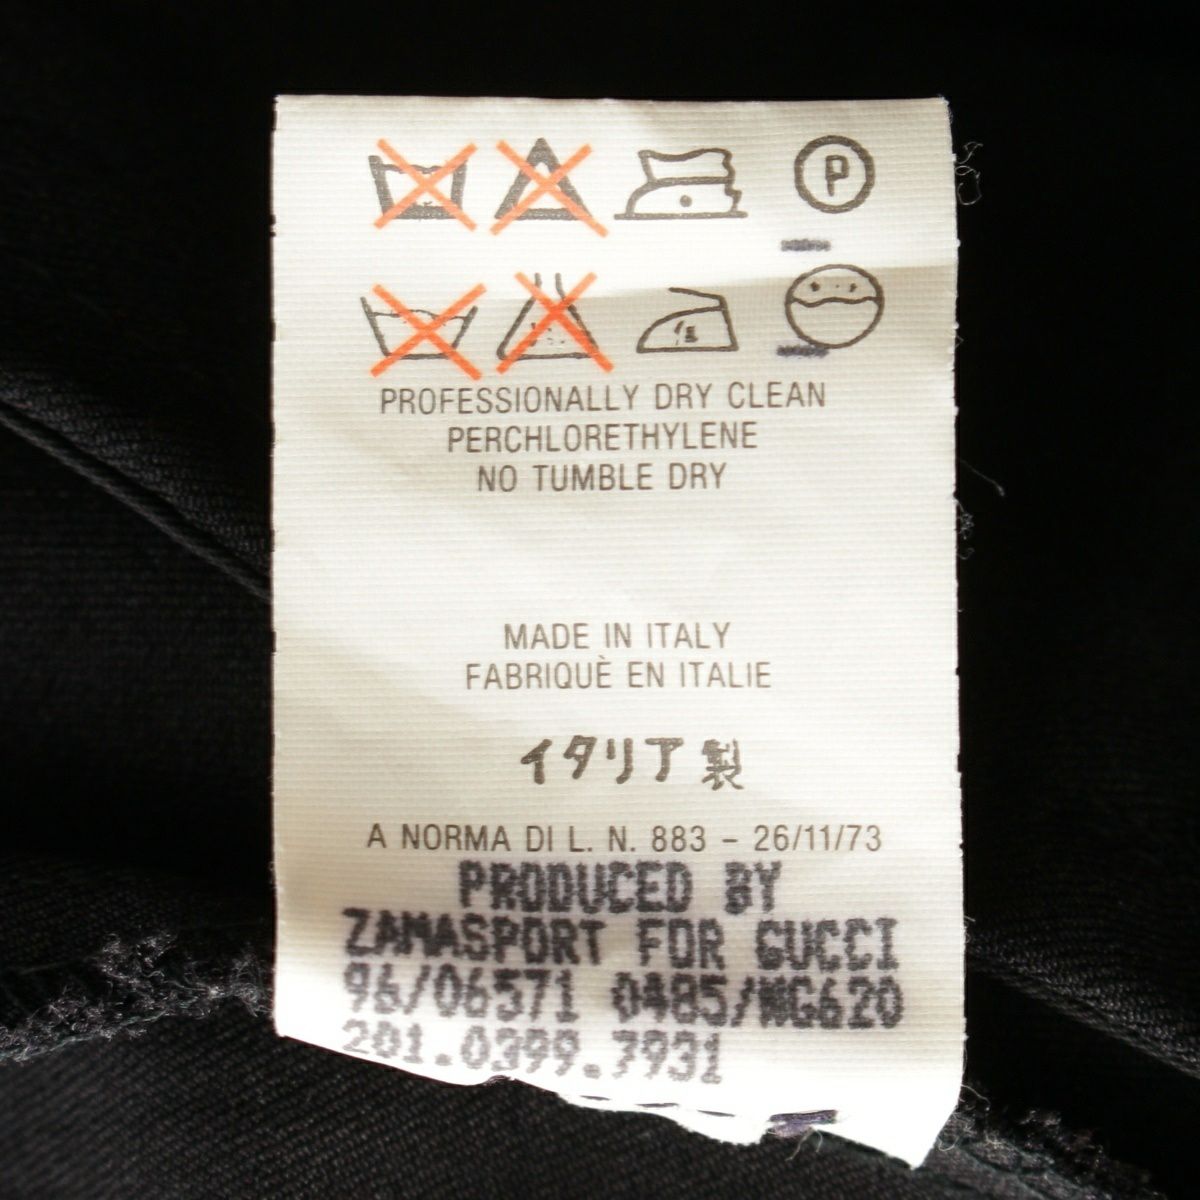 P
PROFESSIONALLY DRY CLEAN
PERCHLORETHYLENE
NO TUMBLE DRY
MADE IN ITALY
FABRIQUÈ EN ITALIE
イタリア製
A NORMA DI L. N. 883 - 26/11/73
PRODUCED BY
ZAMASPORT FOR GUCCI
96/06571 0485/WG620
201.0399.7931